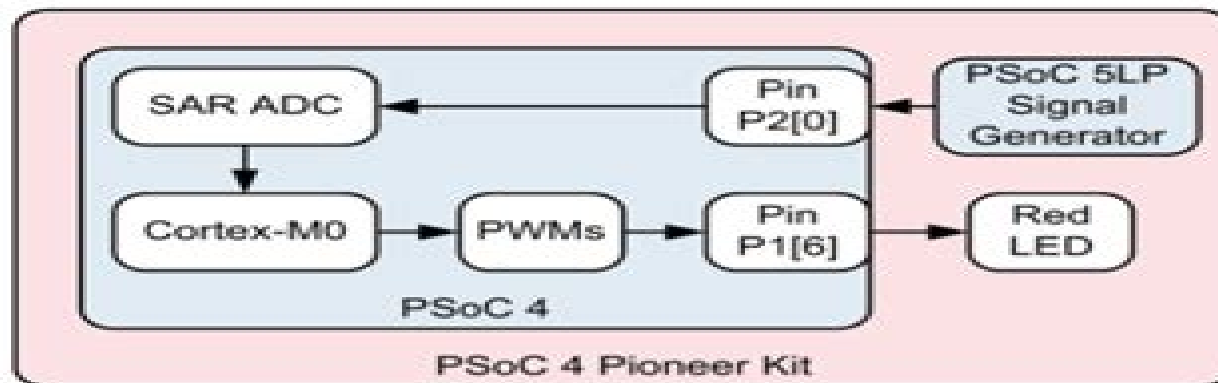 SAR ADC
Pin
P2[0]
PSoC 5LP
Signal
Generator
Cortex-M0
PWMs
Pin
P1[6]
Red
LED
PSoC 4
PSoC 4 Pioneer Kit